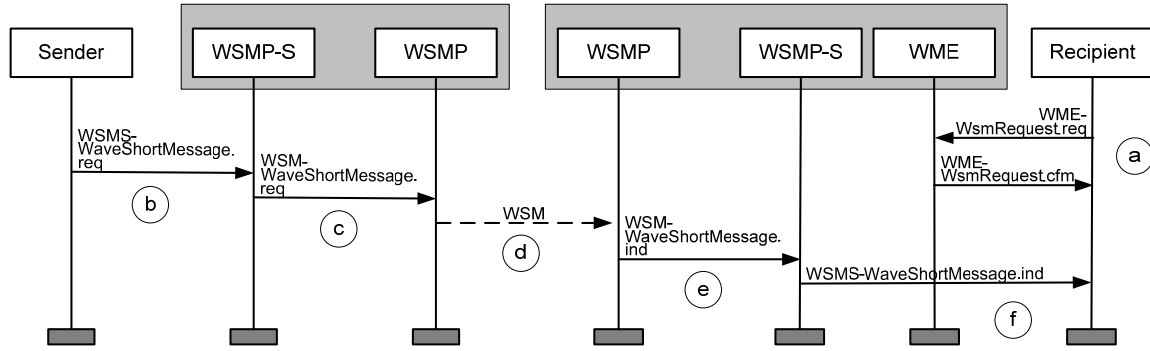 Sender
WSMP-S
WSMP
WSMP
WSMP-S
WME
Recipient
WME-
WsmRequest.req
a
WSMS-
WaveShortMessage.
req
b
WSM-
WaveShortMessage.
req
c
WME-
WsmRequest.cfm
WSM
d
WSM-
WaveShortMessage.
ind
e
WSMS-WaveShortMessage.ind
f